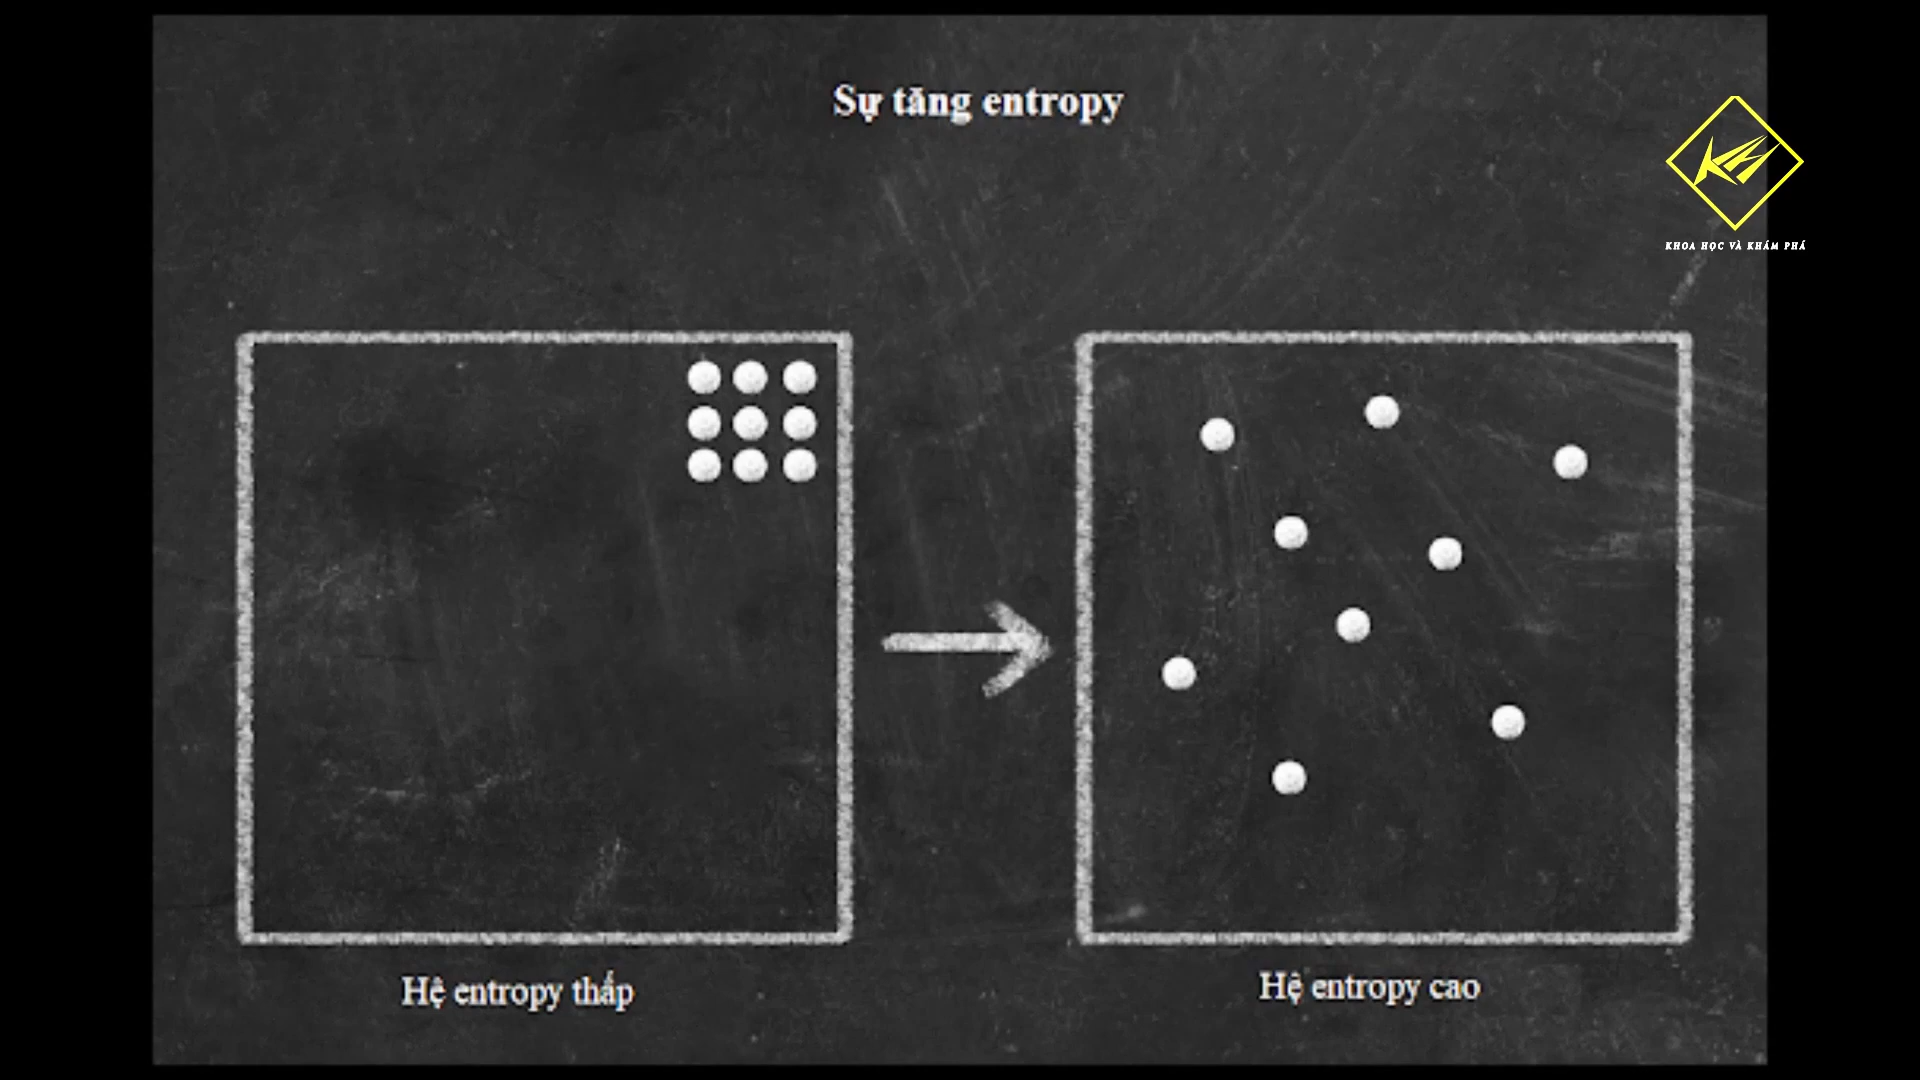 Sự tăng entropy
KHOA HỌC VÀ KHÁM PHÁ
Hệ entropy thấp
Hệ entropy cao